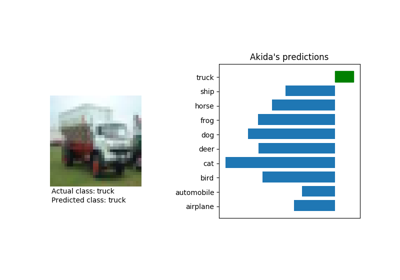 Akida's predictions
truck
ship
horse
frog
dog
deer
cat
bird
automobile
airplane
Actual class: truck
Predicted class: truck